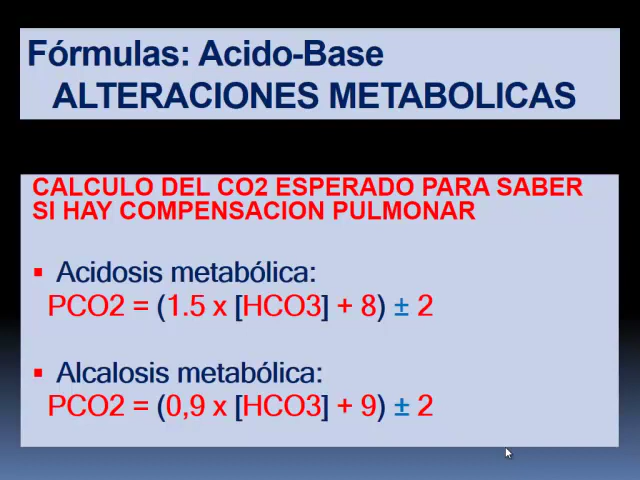 Fórmulas: Acido-Base
ALTERACIONES METABOLICAS
CALCULO DEL CO2 ESPERADO PARA SABER
SI HAY COMPENSACION PULMONAR
▪ Acidosis metabólica:
PCO2 = (1.5 x [HCO3] + 8) ± 2
▪ Alcalosis metabólica:
PCO2 = (0,9 x [HCO3] + 9) ± 2